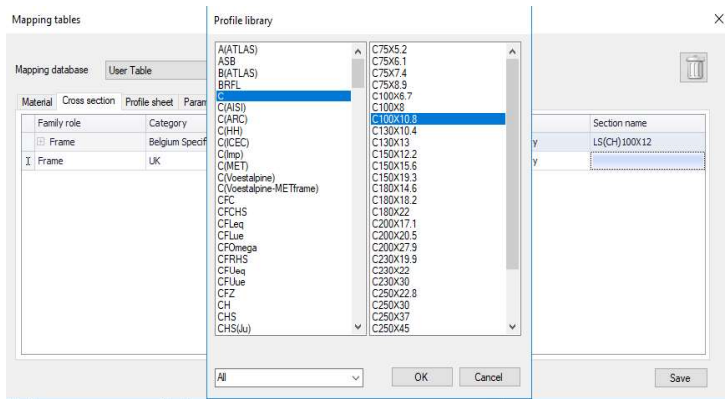 Mapping tables
Profile library
Mapping database
User Table
Material
Cross section
Profile sheet
Param
Family role
Category
Section name
Frame
Belgium Specif
y
LS(CH)100X12
Frame
UK
y
A(ATLAS)
ASB
B(ATLAS)
BRFL
C
C(AISI)
C(ARC)
C(HH)
C(ICEC)
C(Imp)
C(MET)
C(Voestalpine)
C(Voestalpine-METframe)
CFC
CFCHS
CFLeq
CFLue
CFOmega
CFRHS
CFUeq
CFUue
CFZ
CH
CHS
CHS(Ju)
C75X5.2
C75X6.1
C75X7.4
C75X8.9
C100X6.7
C100X8
C100X10.8
C130X10.4
C130X13
C150X12.2
C150X15.6
C150X19.3
C180X14.6
C180X18.2
C180X22
C200X17.1
C200X20.5
C200X27.9
C230X19.9
C230X22
C230X30
C250X22.8
C250X30
C250X37
C250X45
All
OK
Cancel
Save